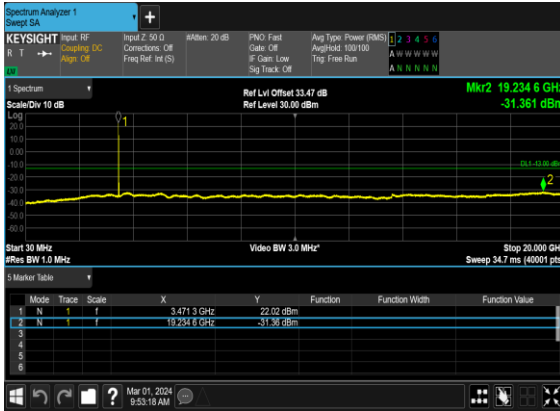 Spectrum Analyzer 1
Swept SA
+
KEYSIGHT Input: RF Input Z: 50 Ω #Atten: 20 dB PNO: Fast Avg Type: Power (RMS) 1 2 3 4 5 6
R T Coupling: DC Corrections: Off Gate: Off Avg|Hold: 100/100 A W W W W W
Align: Off Freq Ref: Int (S) IF Gain: Low Trig: Free Run
Sig Track: Off A N N N N N
1 Spectrum Ref Lvl Offset 33.47 dB Mkr2 19.234 6 GHz
Scale/Div 10 dB Ref Level 30.00 dBm -31.361 dBm
Log
1
20.0
10.0
0.00
-10.0
DL1 -13.00 dBm
-20.0
2
-30.0
-40.0
-50.0
-60.0
Start 30 MHz Video BW 3.0 MHz* Stop 20.000 GHz
#Res BW 1.0 MHz Sweep 34.7 ms (40001 pts)
5 Marker Table
Mode Trace Scale X Y Function Function Width Function Value
1 N 1 f 3.471 3 GHz 22.02 dBm
2 N 1 f 19.234 6 GHz -31.36 dBm
3
4
5
6
? Mar 01, 2024
9:53:18 AM